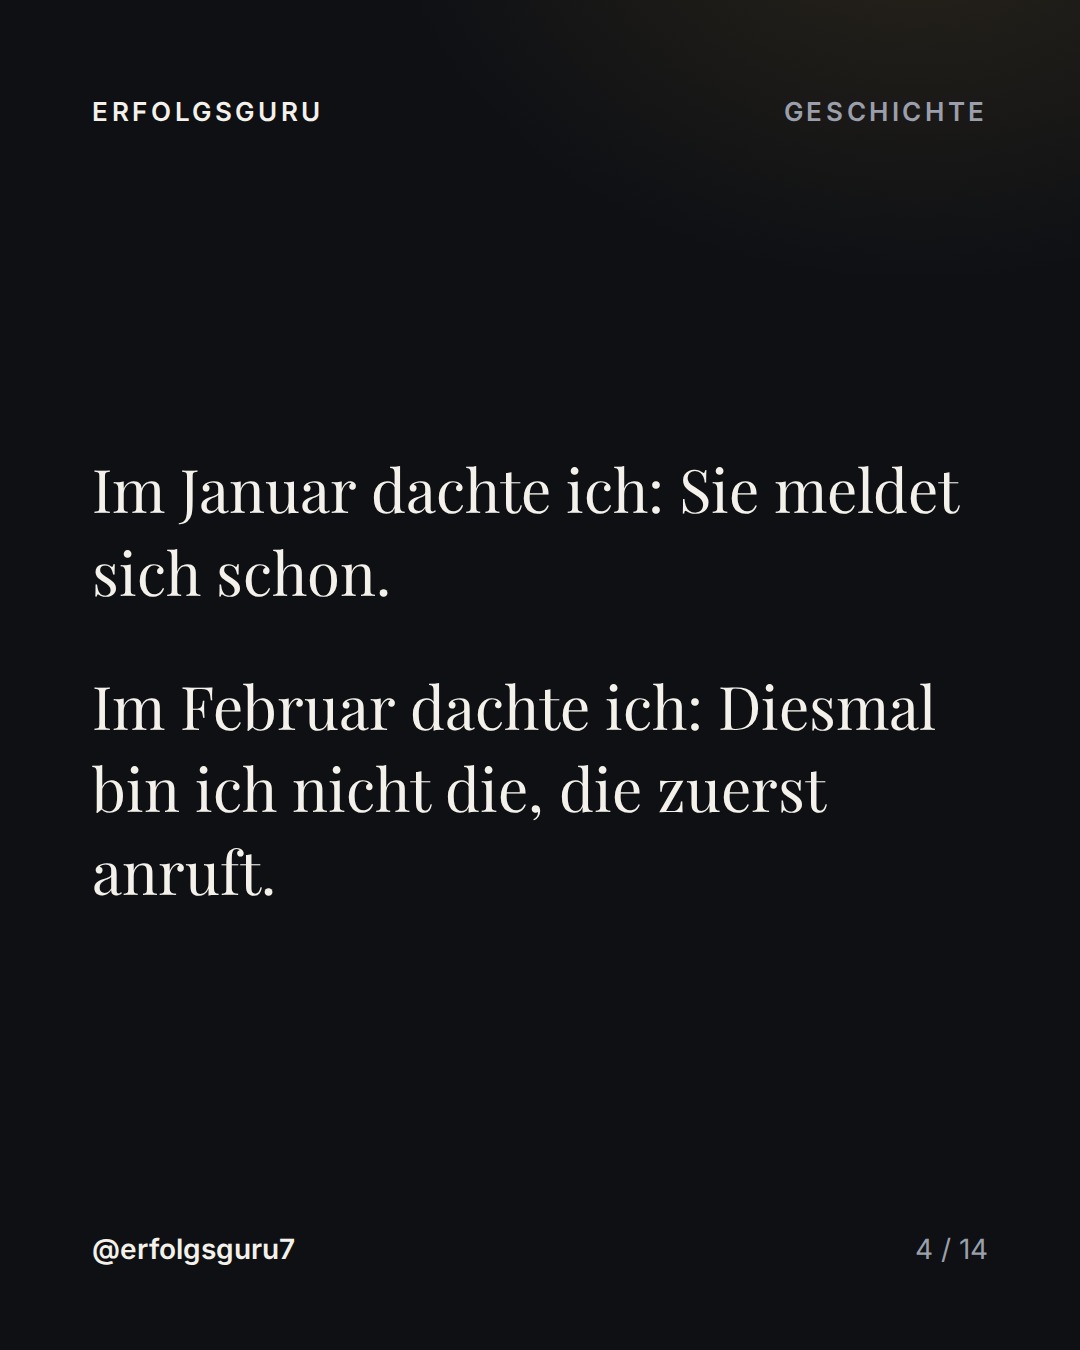 ERFOLGSGURU
GESCHICHTE
Im Januar dachte ich: Sie meldet
sich schon.
Im Februar dachte ich: Diesmal
bin ich nicht die, die zuerst
anruft.
@erfolgsguru7
4 / 14